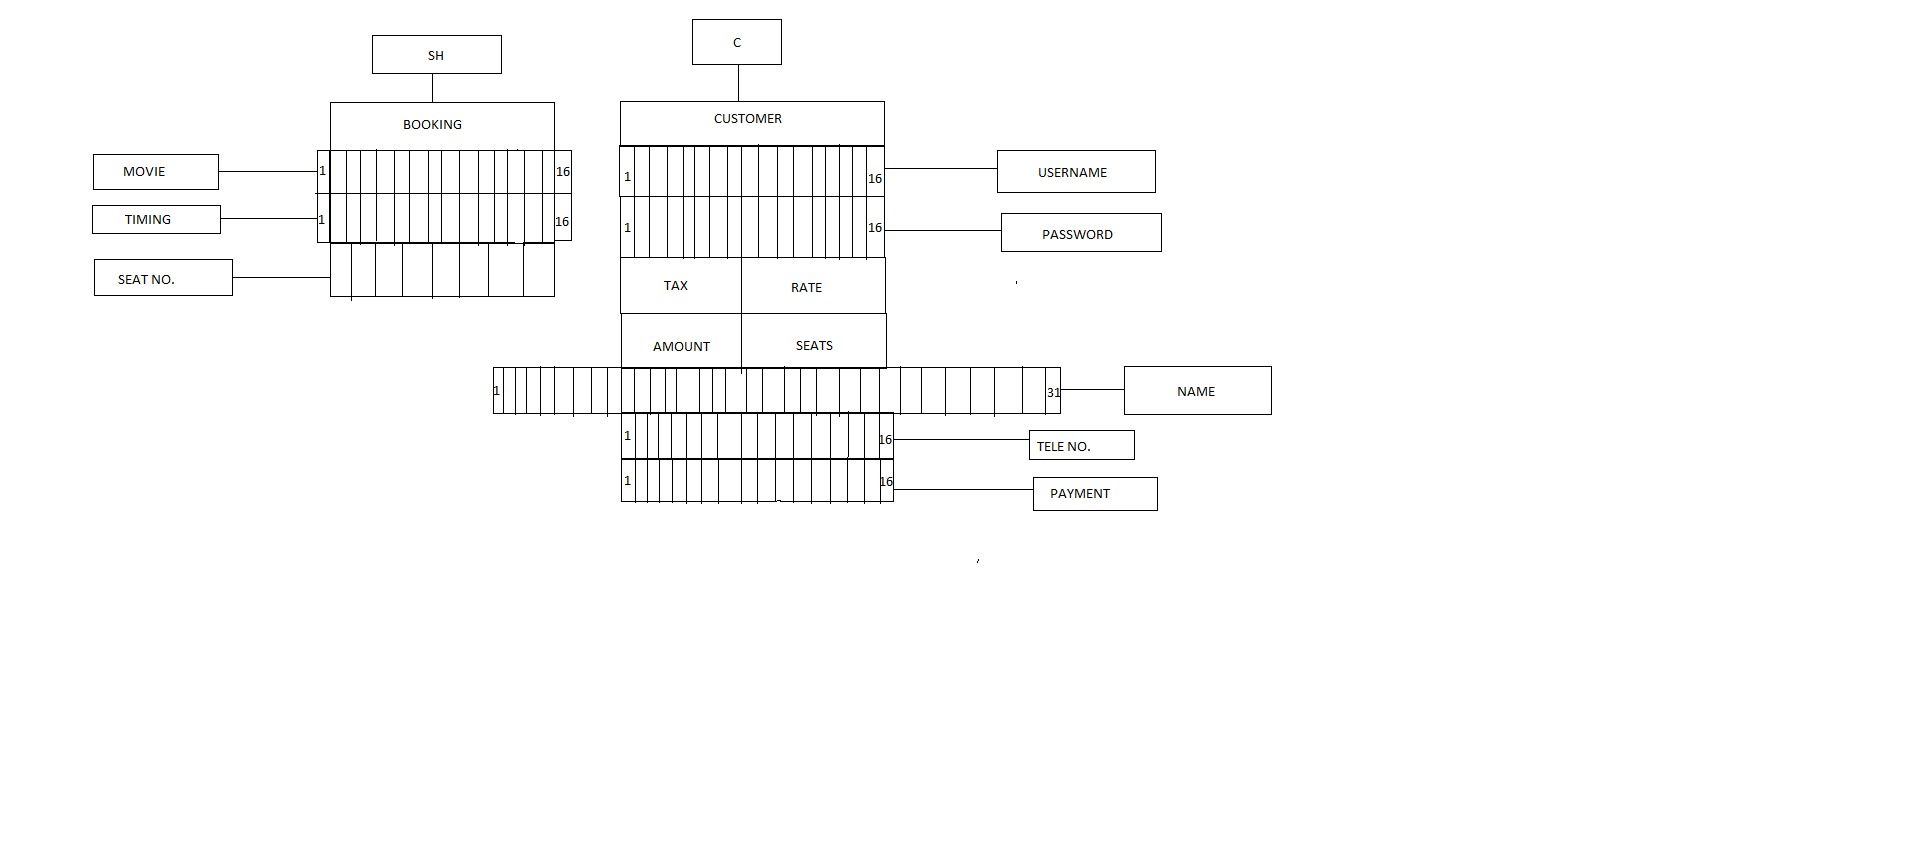 C
SH
CUSTOMER
BOOKING
MOVIE
1
16
1
16
USERNAME
TIMING
1
16
1
16
PASSWORD
SEAT NO.
TAX
RATE
AMOUNT
SEATS
1
31
NAME
1
16
TELE NO.
1
16
PAYMENT